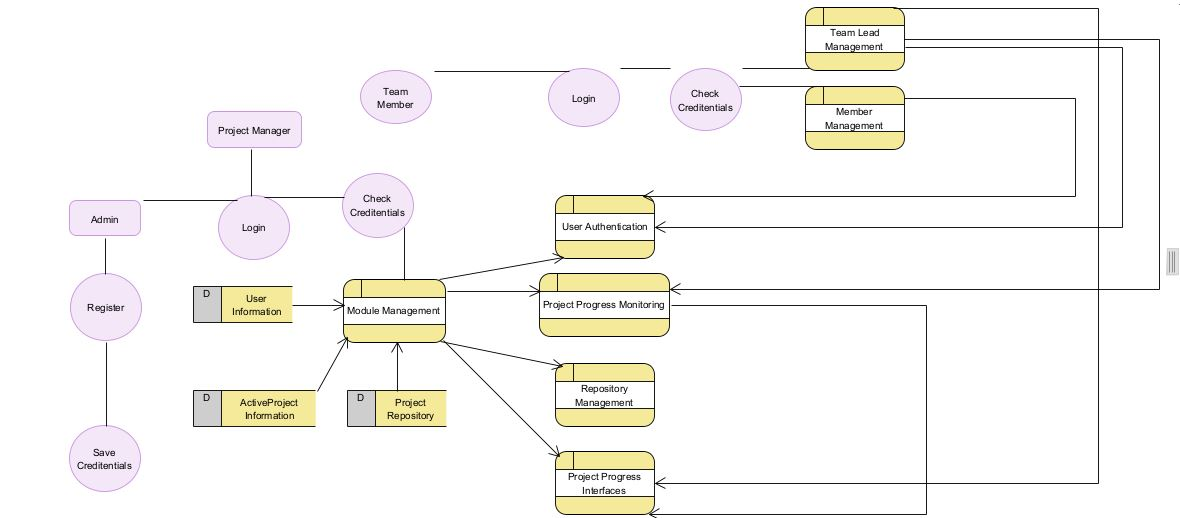 Team Lead
Management
Team
Member
Login
Check
Creditentials
Member
Management
Project Manager
Check
Creditentials
Admin
Login
User Authentication
Register
D
User
Information
Module Management
Project Progress Monitoring
D
ActiveProject
Information
D
Project
Repository
Repository
Management
Save
Creditentials
Project Progress
Interfaces